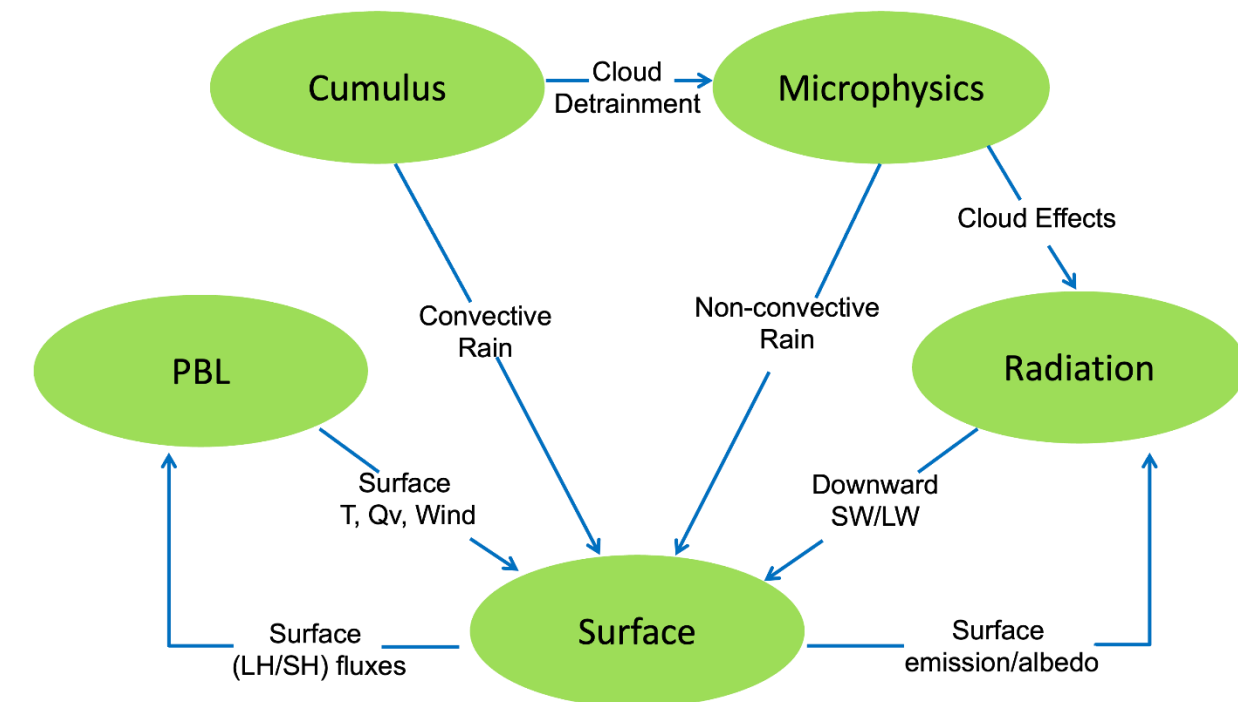 Cumulus
Cloud
Detrainment
Microphysics
Cloud Effects
Convective
Rain
Non-convective
Rain
PBL
Radiation
Surface
T, Qv, Wind
Downward
SW/LW
Surface
(LH/SH) fluxes
Surface
Surface
emission/albedo